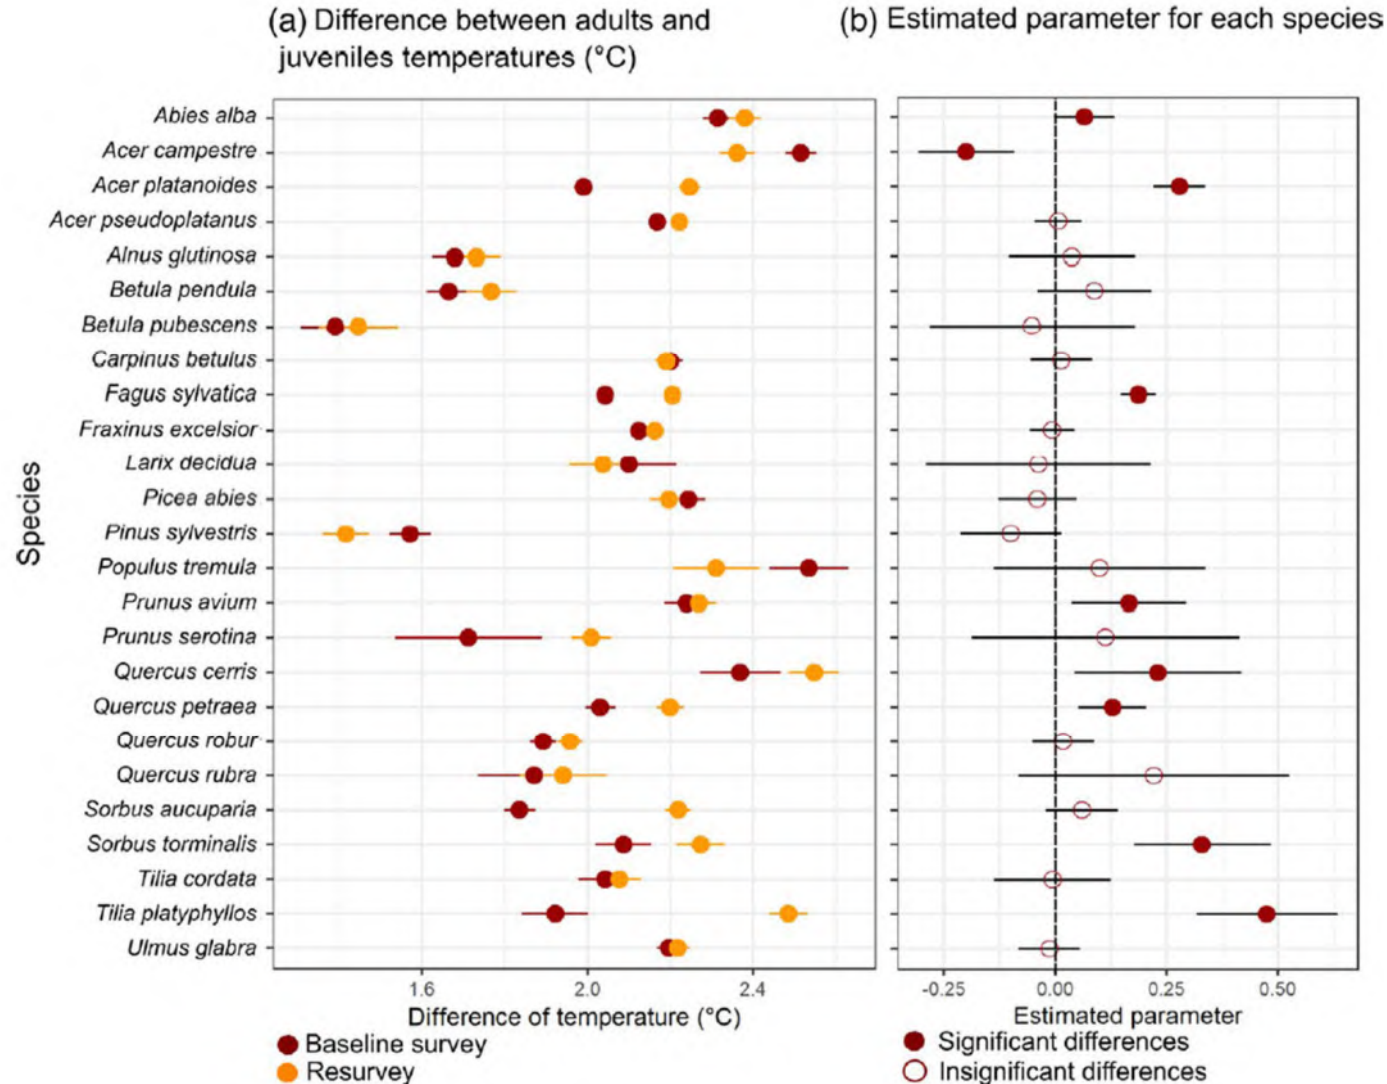 (a) Difference between adults and
juveniles temperatures (°C)
(b) Estimated parameter for each species
Species
Abies alba
Acer campestre
Acer platanoides
Acer pseudoplatanus
Alnus glutinosa
Betula pendula
Betula pubescens
Carpinus betulus
Fagus sylvatica
Fraxinus excelsior
Larix decidua
Picea abies
Pinus sylvestris
Populus tremula
Prunus avium
Prunus serotina
Quercus cerris
Quercus petraea
Quercus robur
Quercus rubra
Sorbus aucuparia
Sorbus torminalis
Tilia cordata
Tilia platyphyllos
Ulmus glabra
1.6 2.0 2.4
Difference of temperature (°C)
Baseline survey
Resurvey
-0.25 0.00 0.25 0.50
Estimated parameter
Significant differences
Insignificant differences